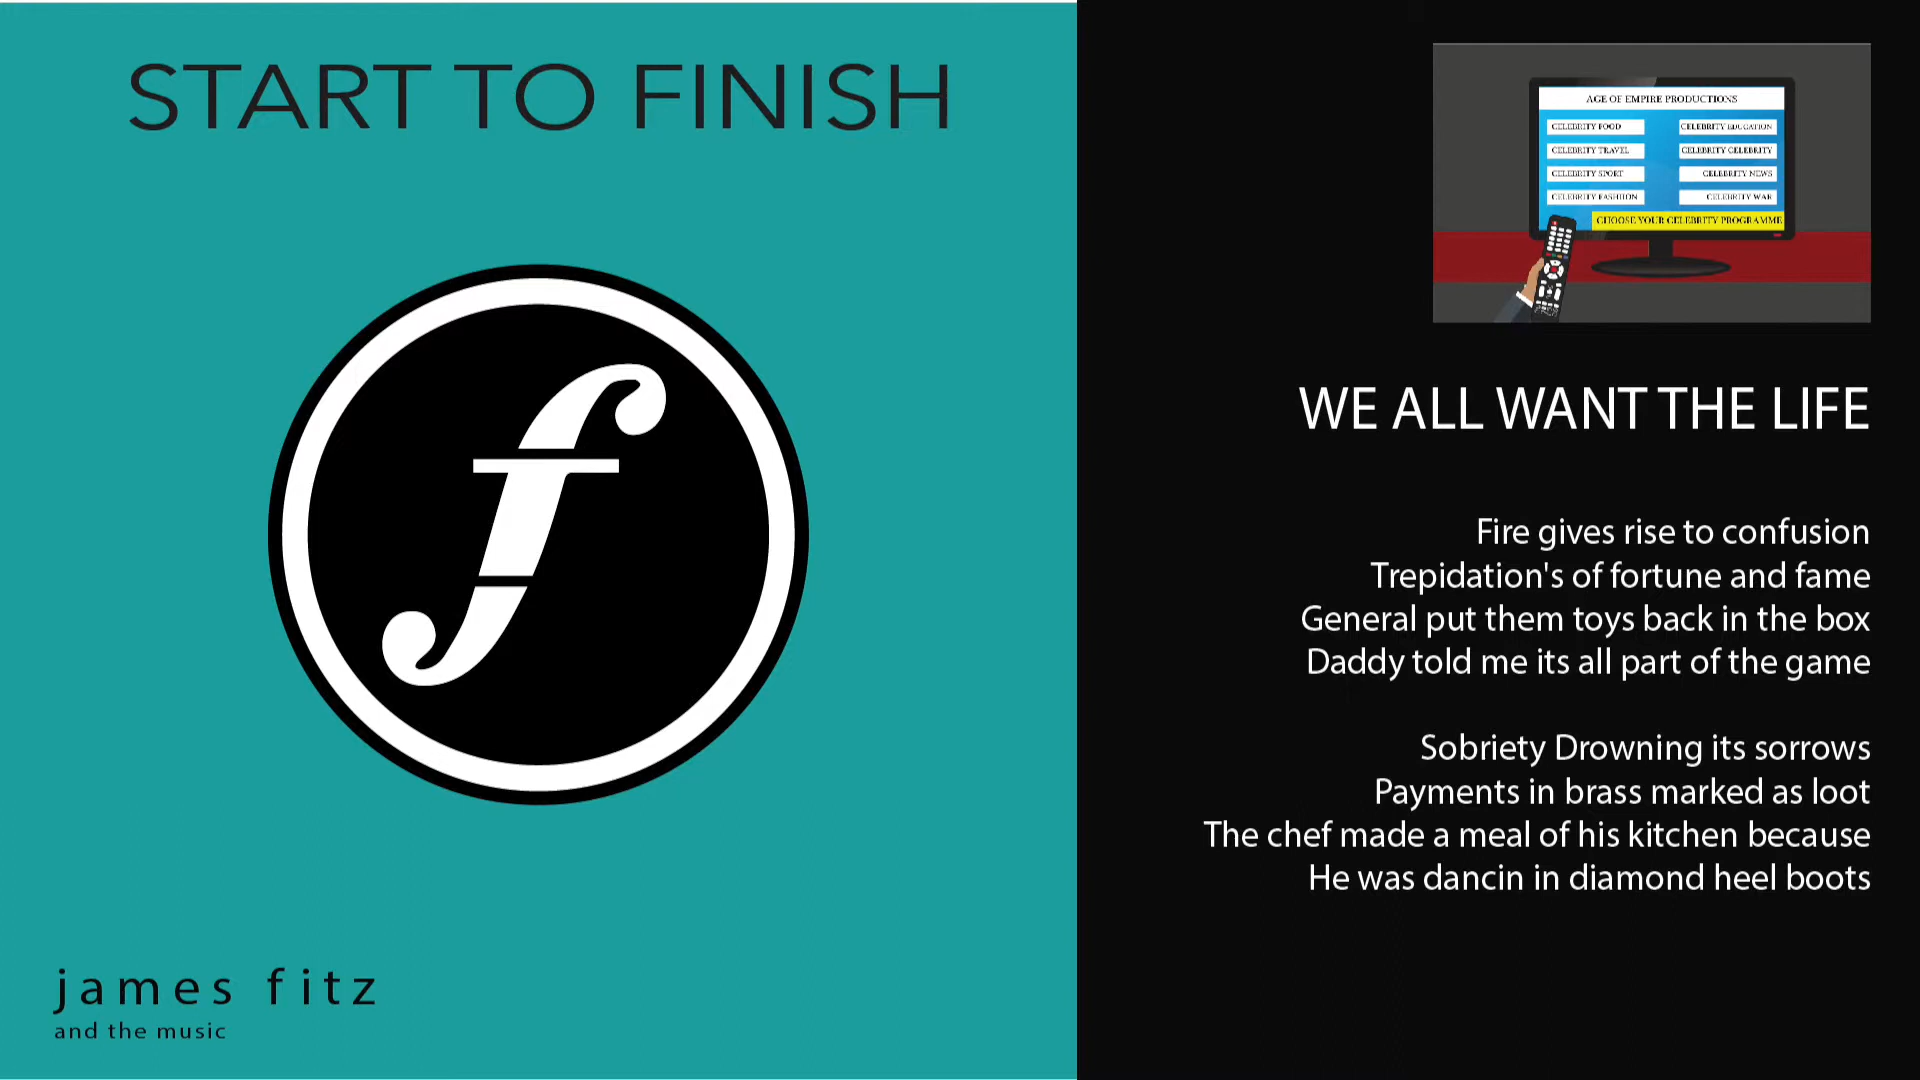 START TO FINISH
f
james fitz
and the music
AGE OF EMPIRE PRODUCTIONS
CELEBRITY FOOD
CELEBRITY EDUCATION
CELEBRITY TRAVEL
CELEBRITY CELEBRITY
CELEBRITY SPORT
CELEBRITY NEWS
CELEBRITY FASHION
CELEBRITY WAR
CHOOSE YOUR CELEBRITY PROGRAMME
WE ALL WANT THE LIFE
Fire gives rise to confusion
Trepidation's of fortune and fame
General put them toys back in the box
Daddy told me its all part of the game
Sobriety Drowning its sorrows
Payments in brass marked as loot
The chef made a meal of his kitchen because
He was dancin in diamond heel boots